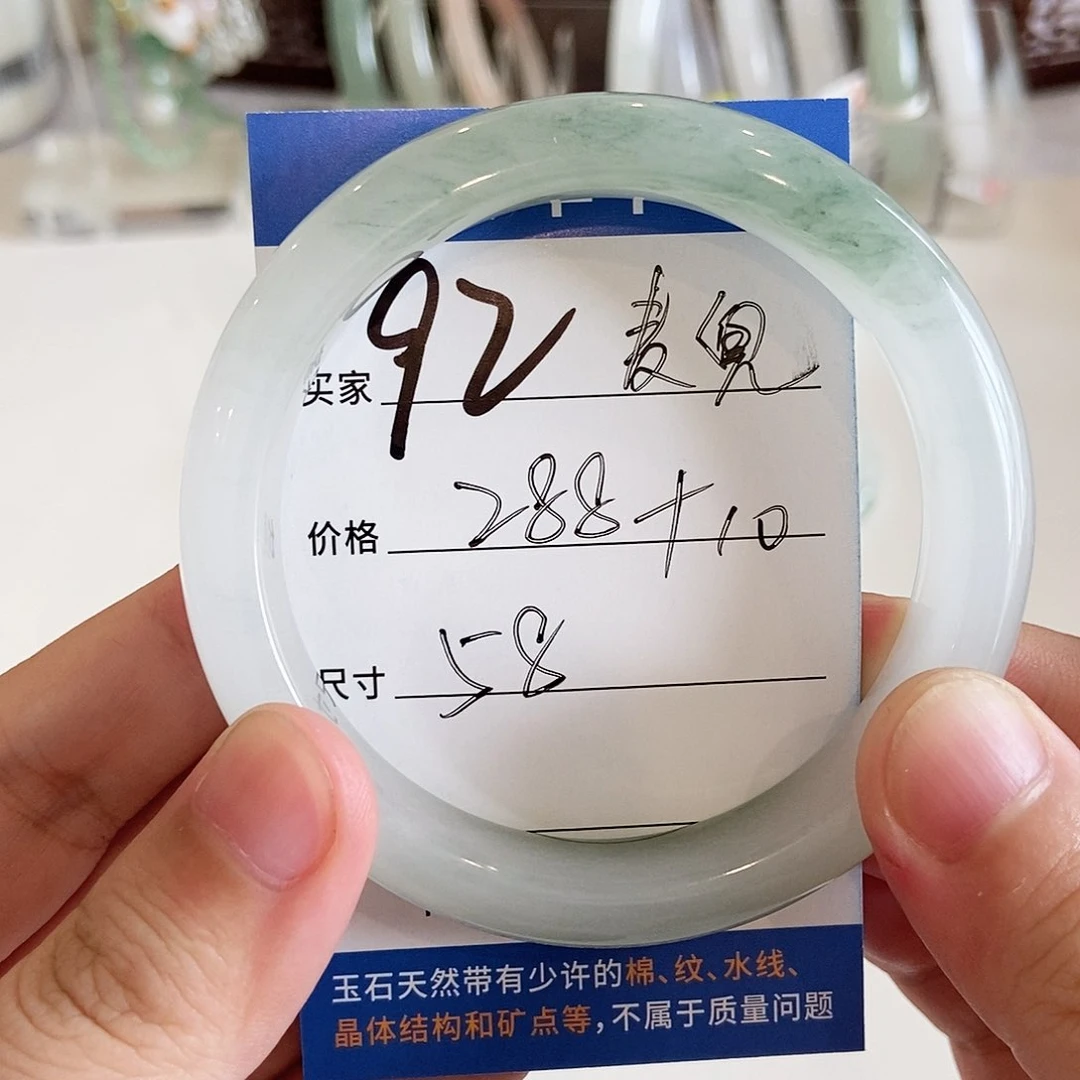 买家 92
价格 288+10
尺寸 58
玉石天然带有少许的棉、纹、水线、
晶体结构和矿点等,不属于质量问题